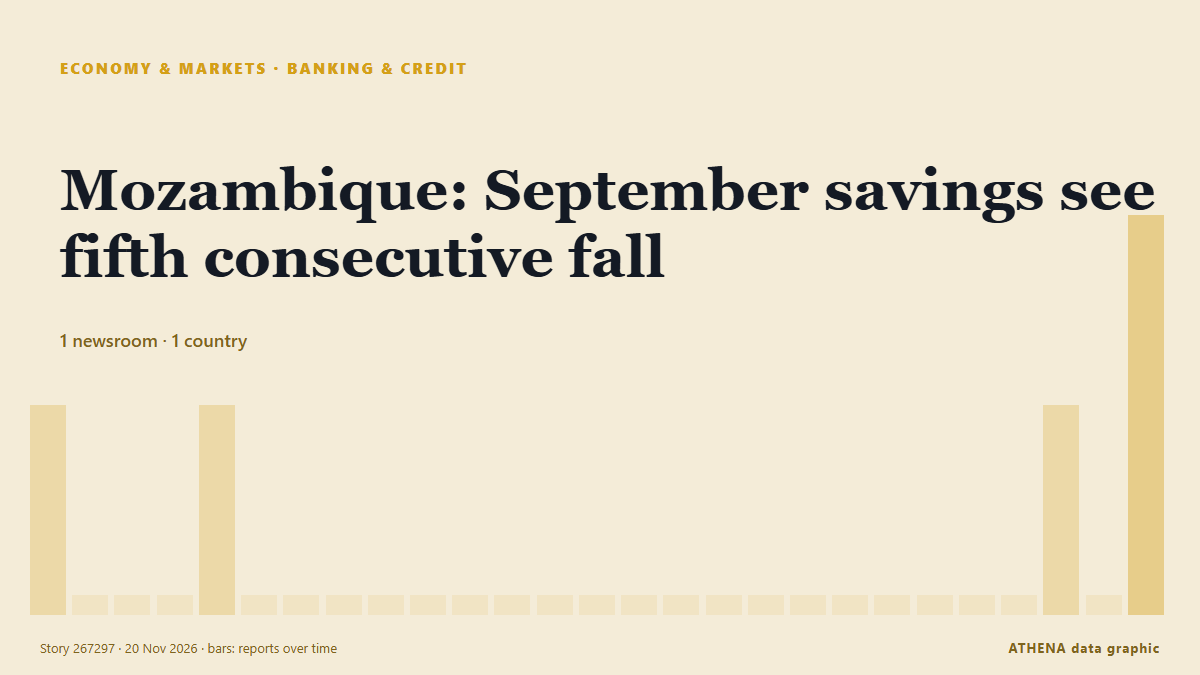 ECONOMY & MARKETS · BANKING & CREDIT
Mozambique: September savings see
fifth consecutive fall
1 newsroom · 1 country
Story 267297 · 20 Nov 2026 · bars: reports over time
ATHENA data graphic